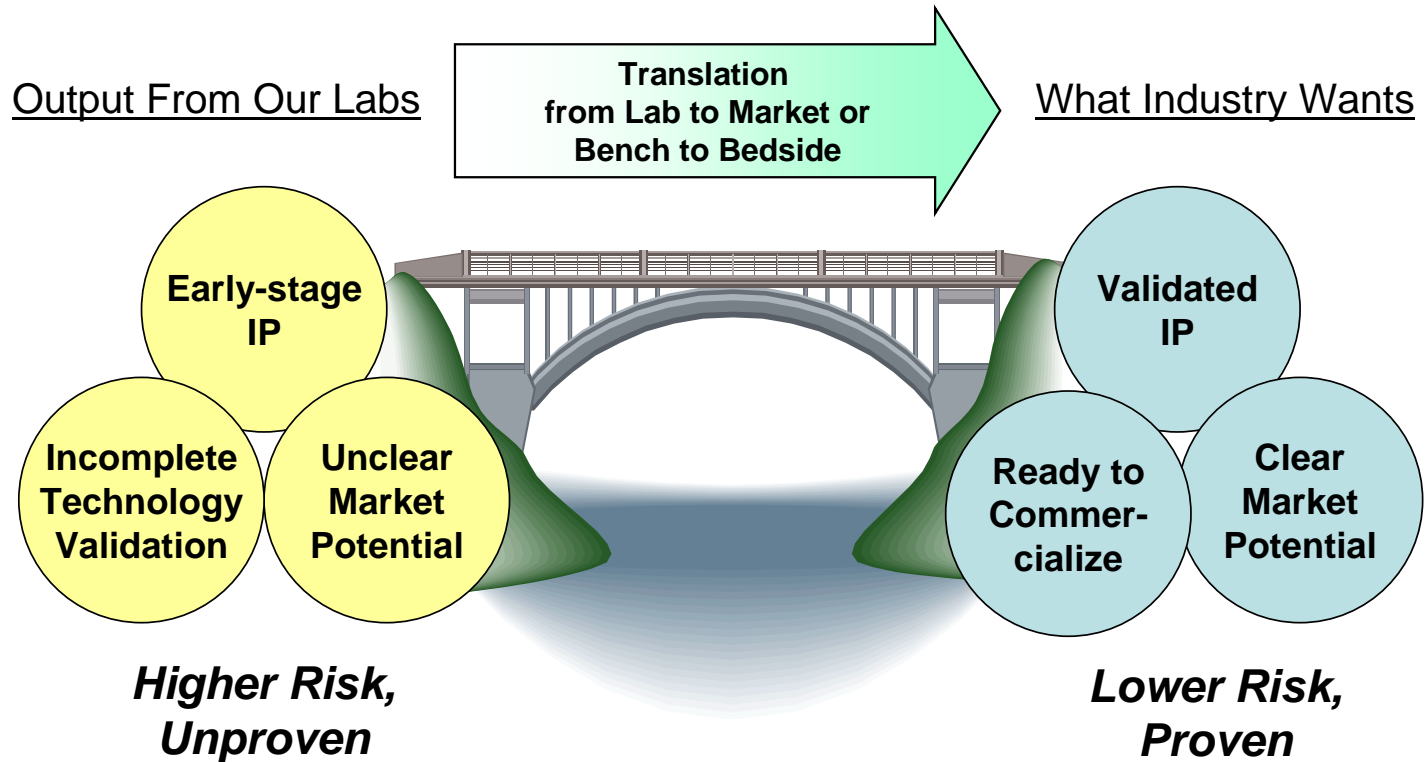 Output From Our Labs
Translation
from Lab to Market or
Bench to Bedside
What Industry Wants
Early-stage
IP
Incomplete
Technology
Validation
Unclear
Market
Potential
Validated
IP
Ready to
Commer-
cialize
Clear
Market
Potential
Higher Risk,
Unproven
Lower Risk,
Proven